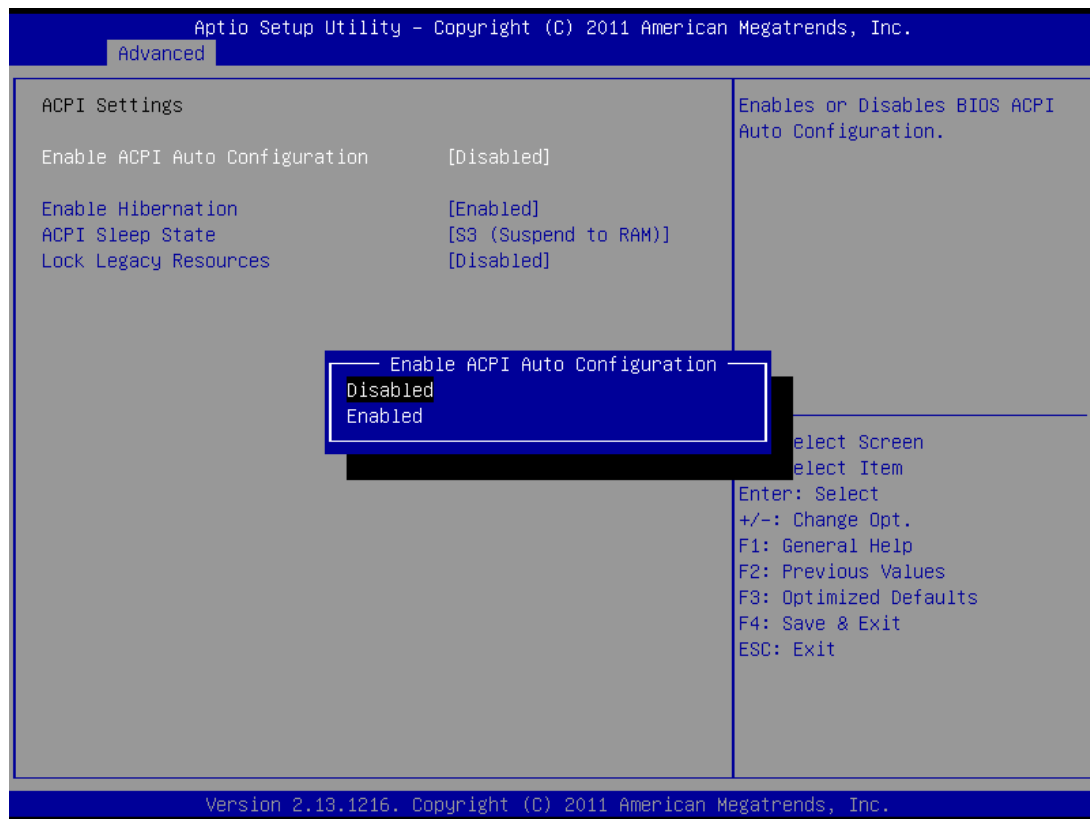 Aptio Setup Utility – Copyright (C) 2011 American Megatrends, Inc.
Advanced
ACPI Settings
Enable ACPI Auto Configuration [Disabled]
Enable Hibernation [Enabled]
ACPI Sleep State [S3 (Suspend to RAM)]
Lock Legacy Resources [Disabled]
Enables or Disables BIOS ACPI
Auto Configuration.
Enable ACPI Auto Configuration
Disabled
Enabled
elect Screen
elect Item
Enter: Select
+/-: Change Opt.
F1: General Help
F2: Previous Values
F3: Optimized Defaults
F4: Save & Exit
ESC: Exit
Version 2.13.1216. Copyright (C) 2011 American Megatrends, Inc.